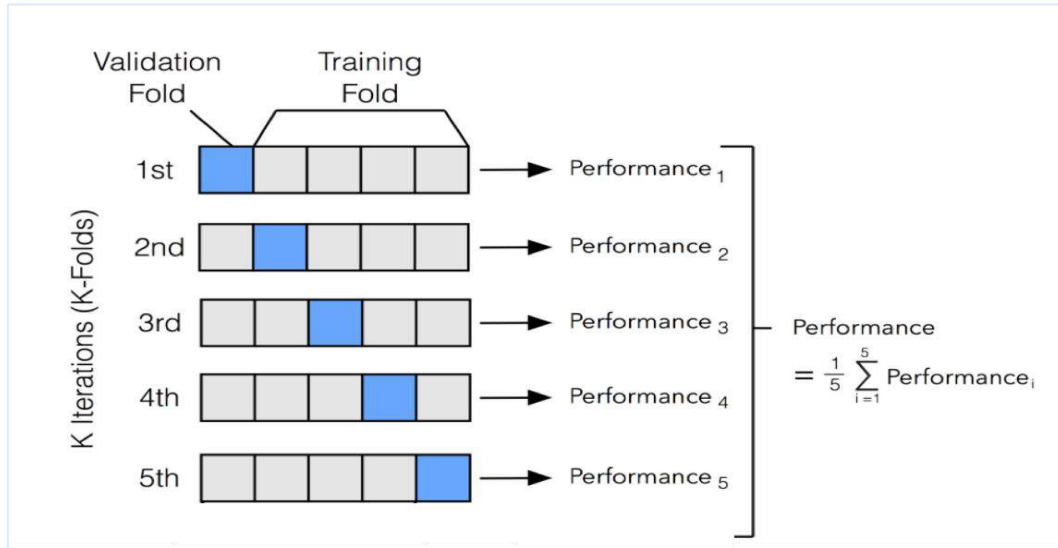 Validation
Fold
Training
Fold
K Iterations (K-Folds)
1st
Performance 1
2nd
Performance 2
3rd
Performance 3
4th
Performance 4
5th
Performance 5
Performance
= 1/5 5∑i=1 Performance i